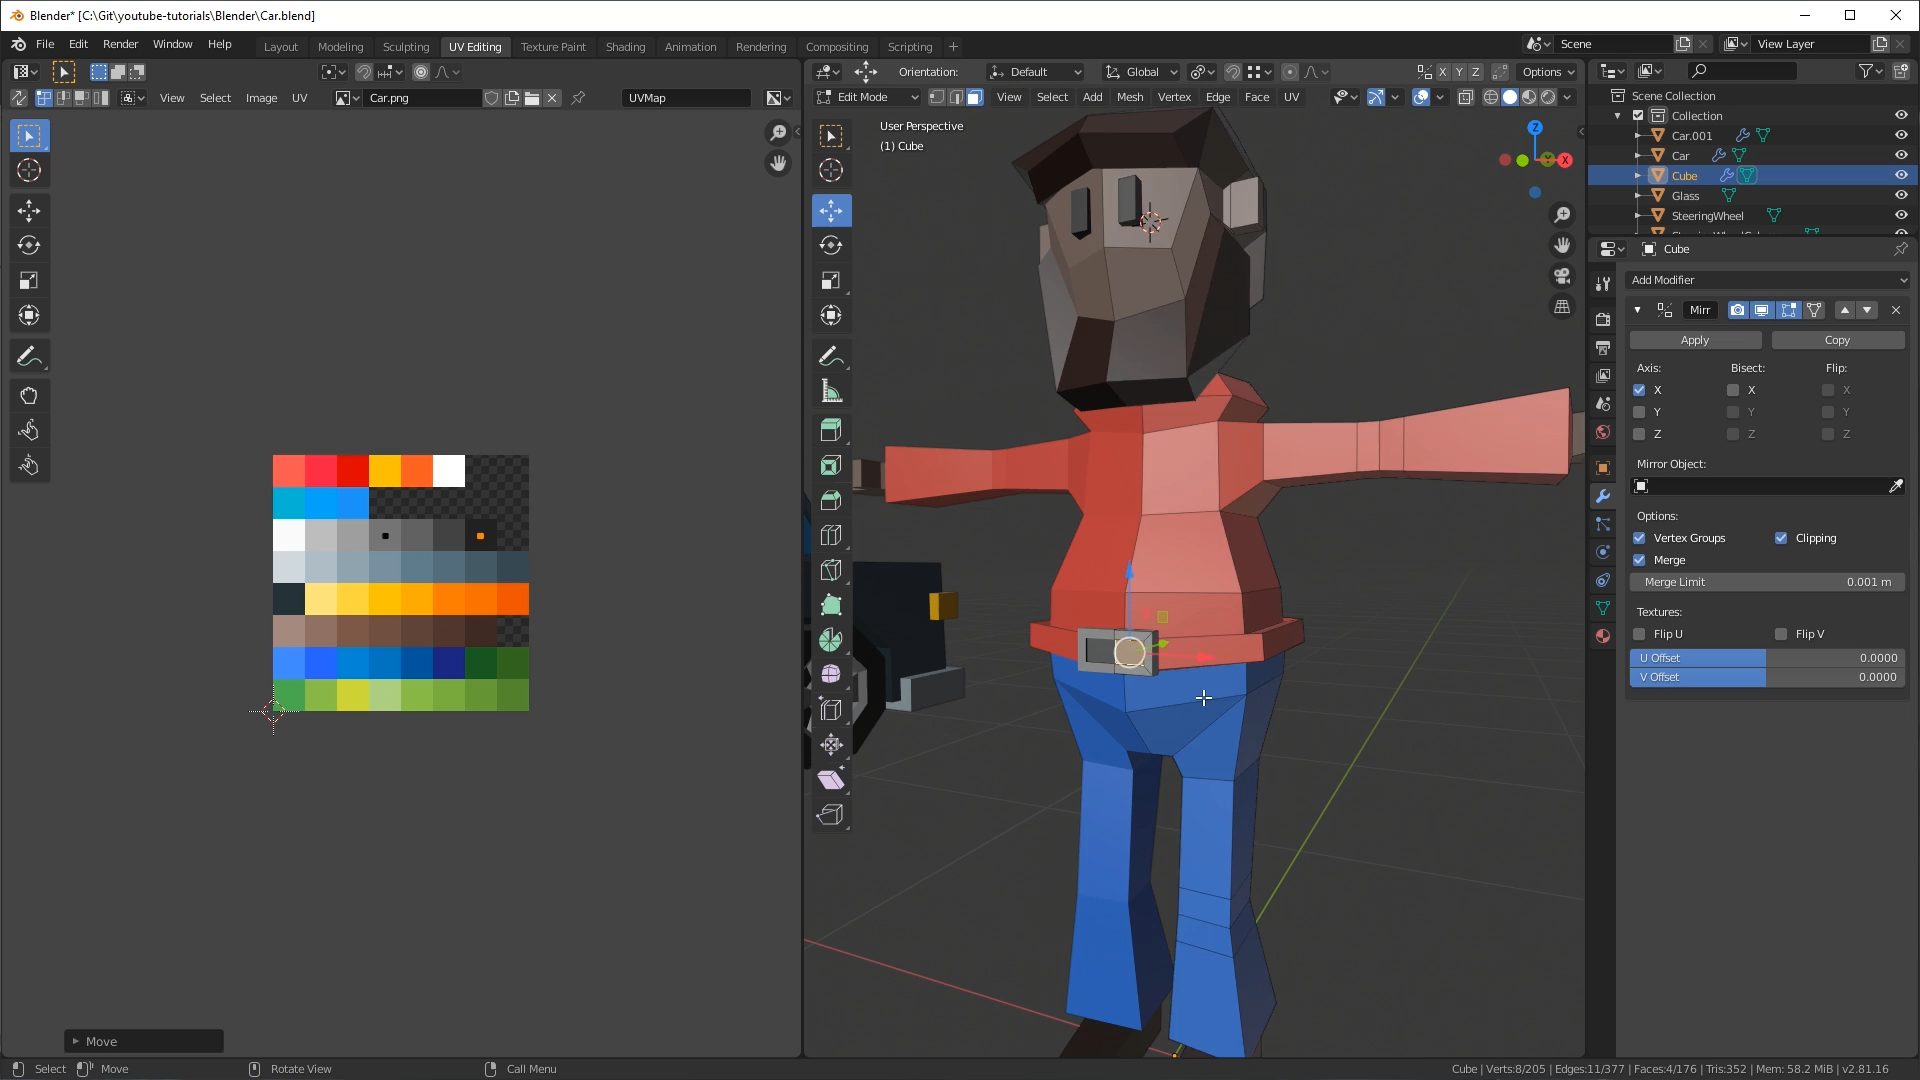 Blender* [C:\Git\youtube-tutorials\Blender\Car.blend]
File Edit Render Window Help
Layout Modeling Sculpting UV Editing Texture Paint Shading Animation Rendering Compositing Scripting +
Scene
View Layer
Orientation: Default Global Options
View Select Image UV Car.png UVMap
Edit Mode View Select Add Mesh Vertex Edge Face UV
X Y Z
User Perspective
(1) Cube
Z
X
Scene Collection
Collection
Car.001
Car
Cube
Glass
SteeringWheel
Cube
Add Modifier
Mirr
Apply Copy
Axis: Bisect: Flip:
X X X
Y Y Y
Z Z Z
Mirror Object:
Options:
Vertex Groups Clipping
Merge
Merge Limit 0.001 m
Textures:
Flip U Flip V
U Offset 0.0000
V Offset 0.0000
Move
Select Move Rotate View Call Menu
Cube | Verts:8/205 | Edges:11/377 | Faces:4/176 | Tris:352 | Mem: 58.2 MiB | v2.81.16